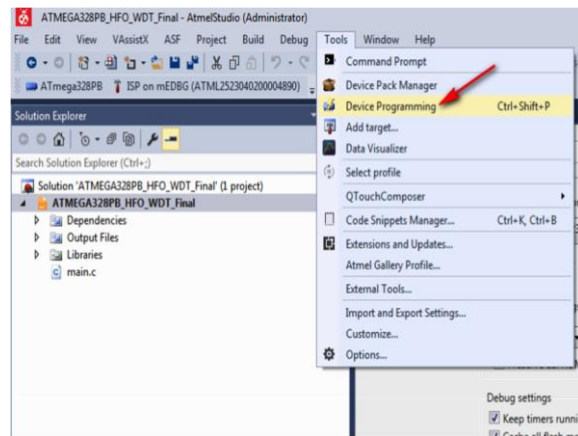 ATMEGA328PB_HFO_WDT_Final - AtmelStudio (Administrator)
File Edit View VAssistX ASF Project Build Debug Tools Window Help
ATmega328PB ISP on mEDBG (ATML2523040200004890)
Solution Explorer
Search Solution Explorer (Ctrl+;)
Solution 'ATMEGA328PB_HFO_WDT_Final' (1 project)
ATMEGA328PB_HFO_WDT_Final
Dependencies
Output Files
Libraries
main.c
Command Prompt
Device Pack Manager
Device Programming Ctrl+Shift+P
Add target...
Data Visualizer
Select profile
QTouchComposer
Code Snippets Manager... Ctrl+K, Ctrl+B
Extensions and Updates...
Atmel Gallery Profile...
External Tools...
Import and Export Settings...
Customize...
Options...
Debug settings
Keep timers runni